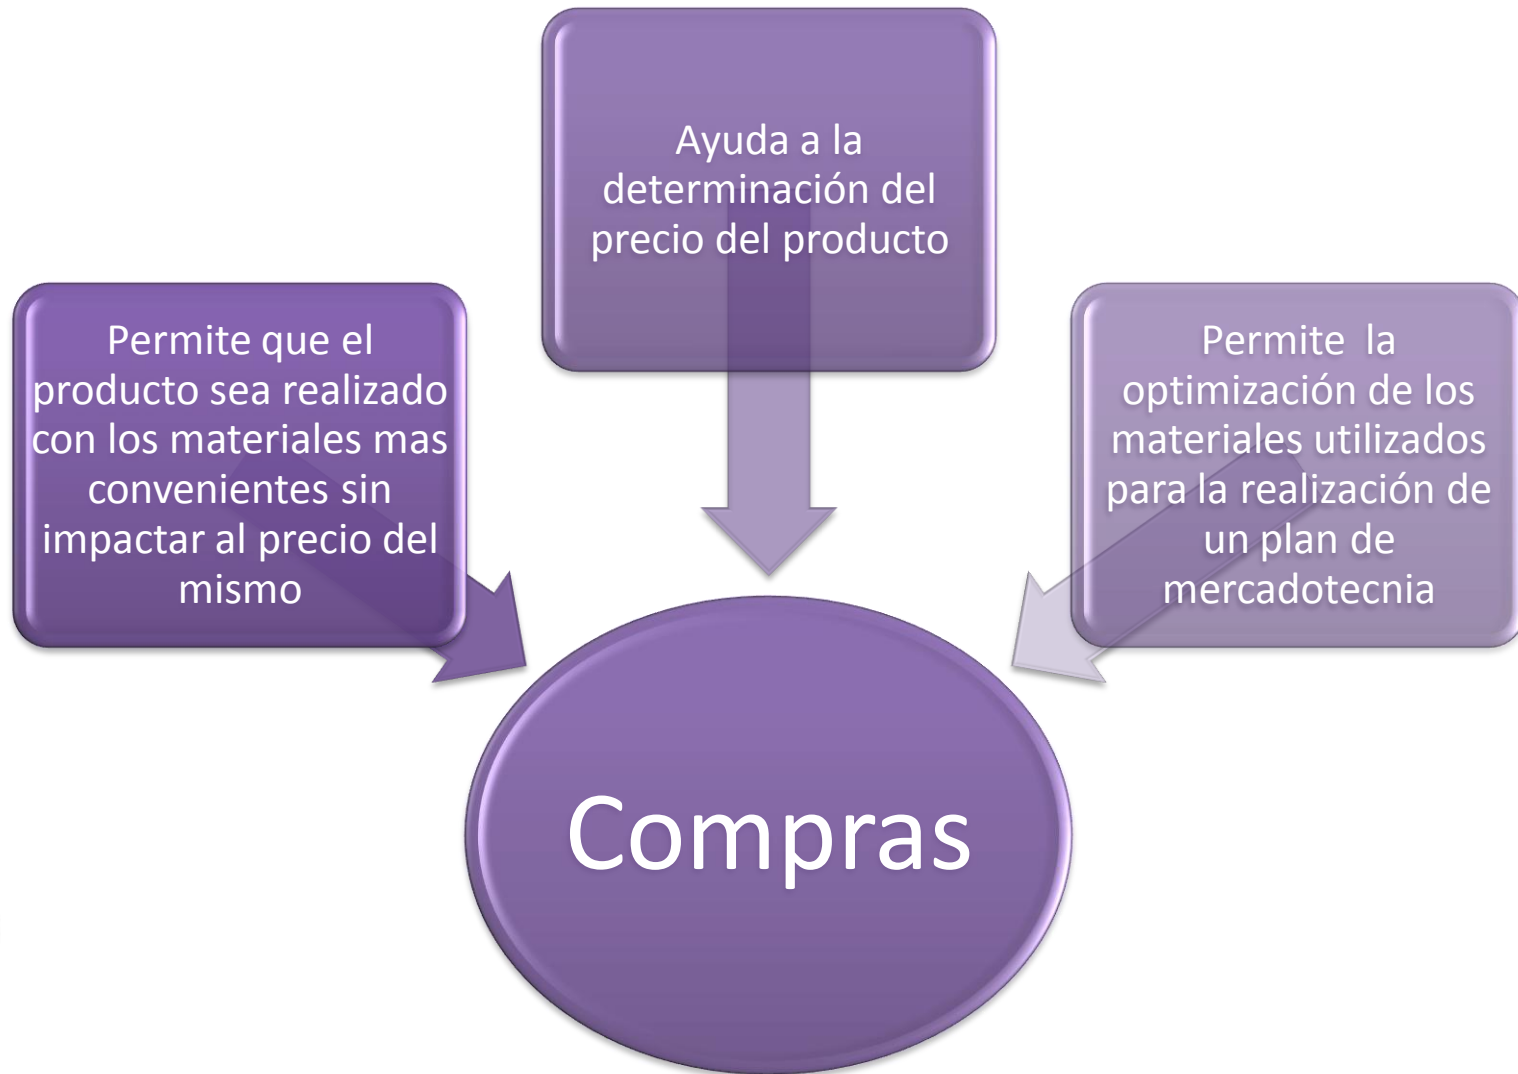 Ayuda a la
determinación del
precio del producto
Permite que el
producto sea realizado
con los materiales mas
convenientes sin
impactar al precio del
mismo
Permite la
optimización de los
materiales utilizados
para la realización de
un plan de
mercadotecnia
Compras